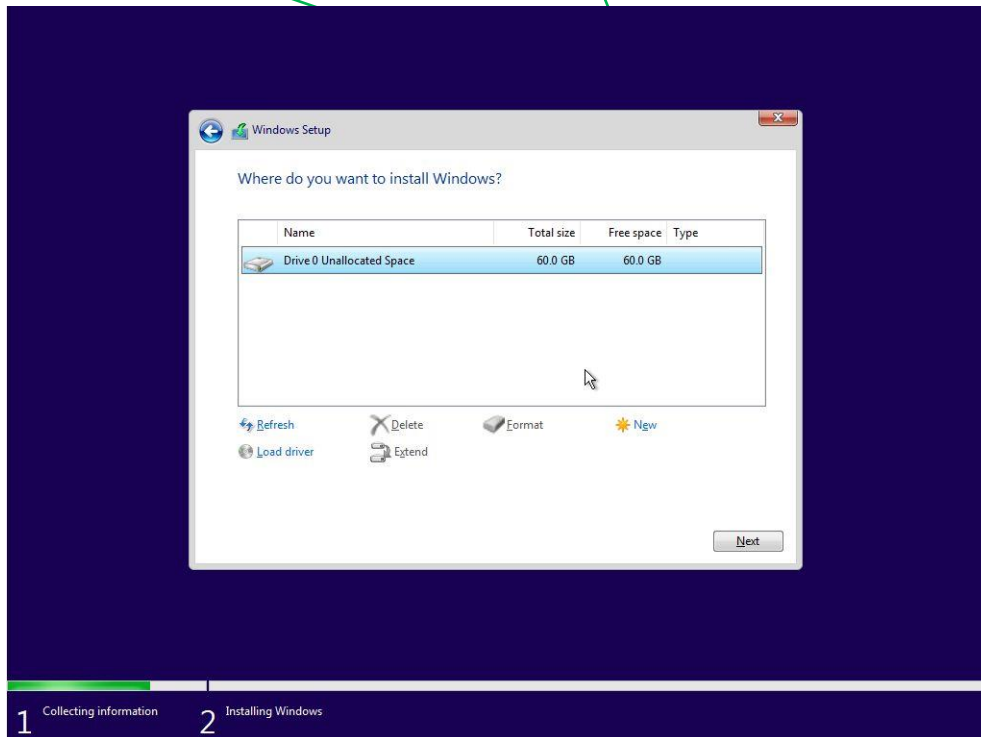 Windows Setup
Where do you want to install Windows?
Name Total size Free space Type
Drive 0 Unallocated Space 60.0 GB 60.0 GB
Refresh Delete Format New
Load driver Extend
Next
1 Collecting information 2 Installing Windows